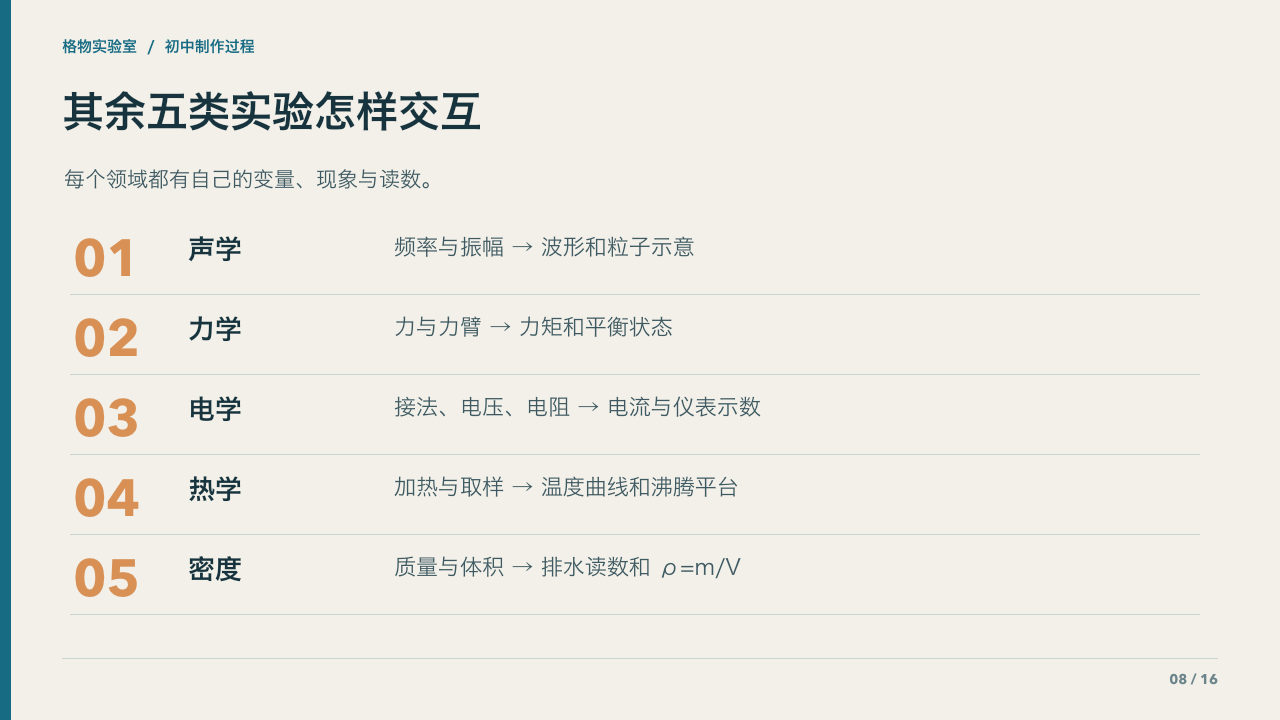 格物实验室 / 初中制作过程
其余五类实验怎样交互
每个领域都有自己的变量、现象与读数。
01 声学 频率与振幅 → 波形和粒子示意
02 力学 力与力臂 → 力矩和平衡状态
03 电学 接法、电压、电阻 → 电流与仪表示数
04 热学 加热与取样 → 温度曲线和沸腾平台
05 密度 质量与体积 → 排水读数和 ρ=m/V
08 / 16